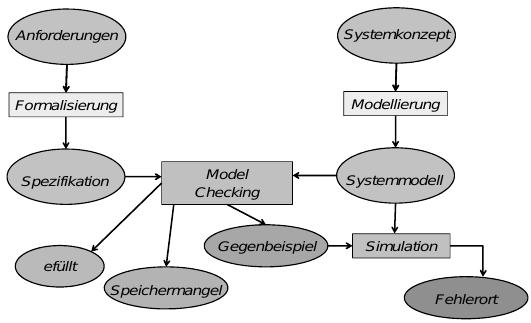 Anforderungen
Systemkonzept
Formalisierung
Modellierung
Spezifikation
Model
Checking
Systemmodell
efüllt
Speichermangel
Gegenbeispiel
Simulation
Fehlerort